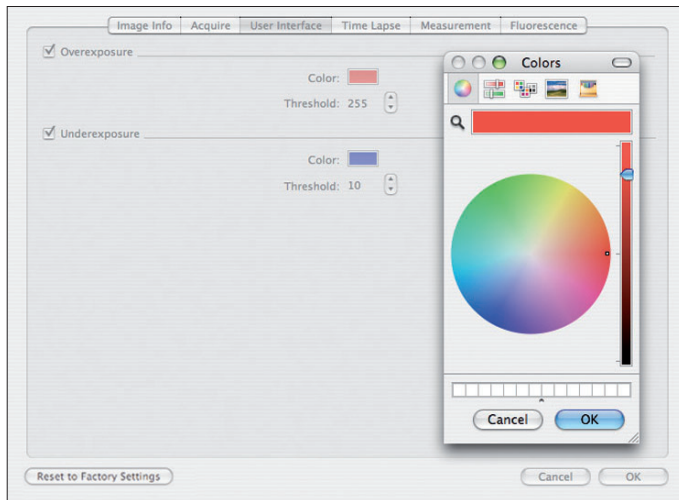 Image Info Acquire User Interface Time Lapse Measurement Fluorescence
Overexposure
Color:
Threshold: 255
Underexposure
Color:
Threshold: 10
Reset to Factory Settings
Cancel OK
Colors
Cancel OK